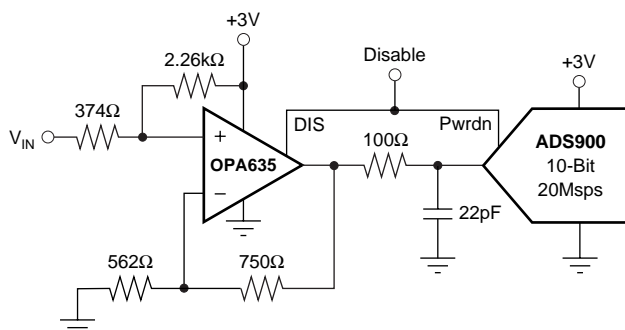 +3V
2.26kΩ
Disable
+3V
374Ω
V_IN
+
DIS
Pwrdn
OPA635
100Ω
ADS900
10-Bit
20Msps
−
22pF
562Ω
750Ω